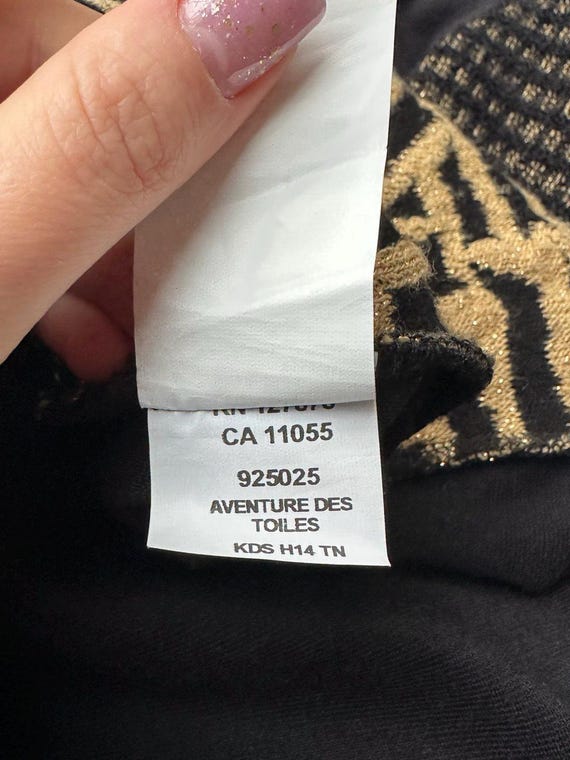 CA 11055
925025
AVENTURE DES
TOILES
KDS H14 TN